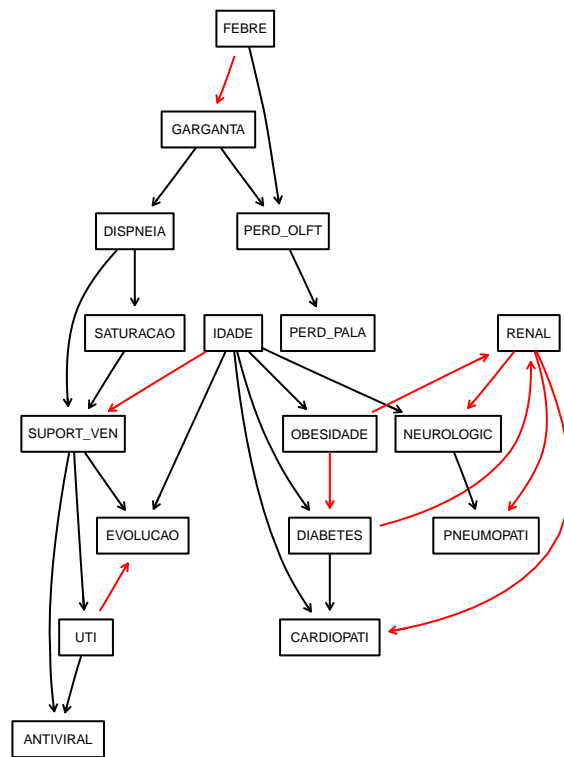 FEBRE
GARGANTA
DISPNEIA
PERD_OLFT
SATURACAO
IDADE
PERD_PALA
RENAL
SUPORT_VEN
OBESIDADE
NEUROLOGIC
EVOLUCAO
DIABETES
PNEUMOPATI
UTI
CARDIOPATI
ANTIVIRAL